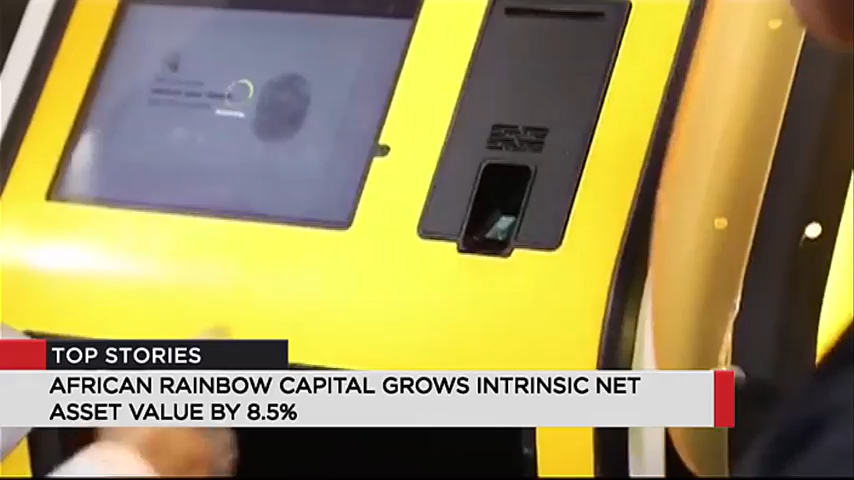 TOP STORIES
AFRICAN RAINBOW CAPITAL GROWS INTRINSIC NET
ASSET VALUE BY 8.5%